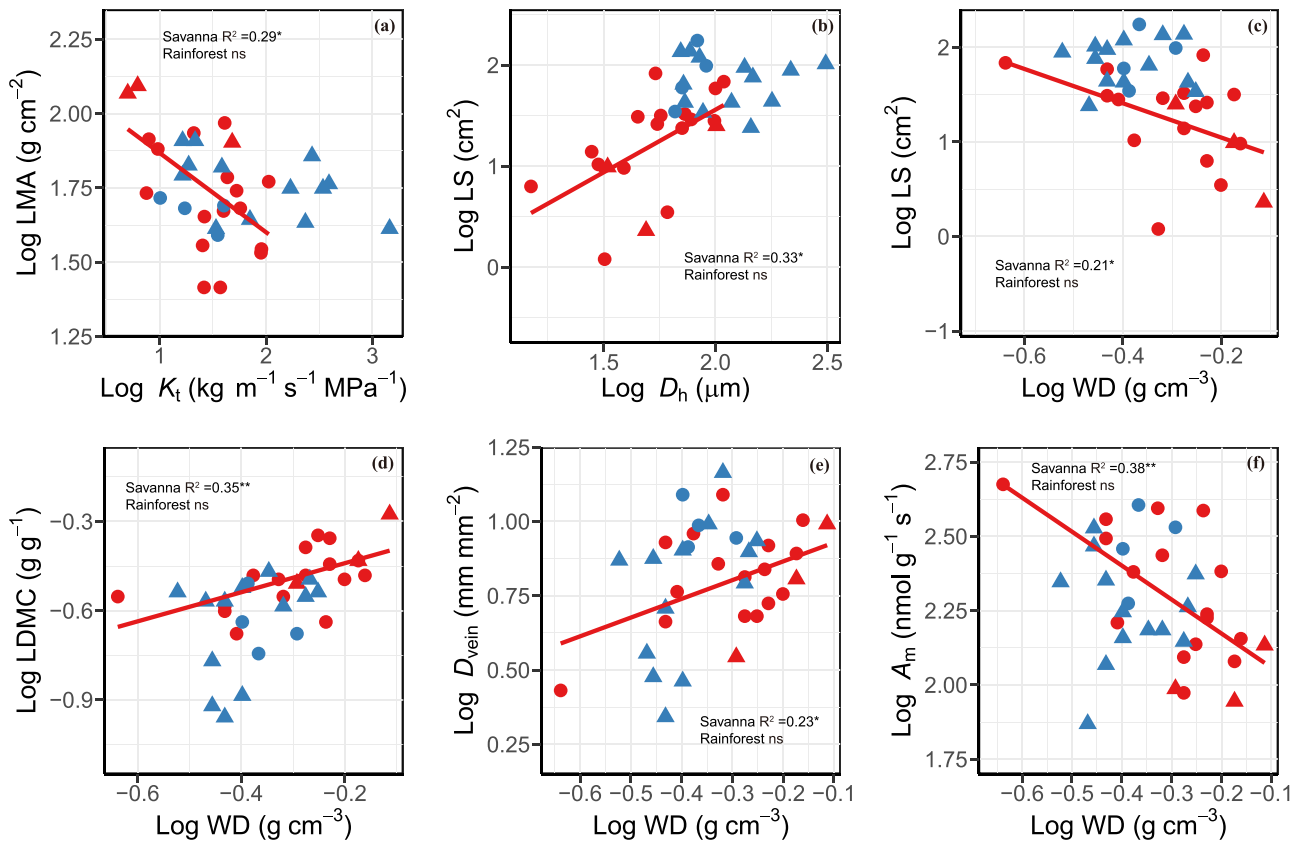 (a)
Savanna R² =0.29*
Rainforest ns
Log LMA (g cm⁻²)
2.25
2.00
1.75
1.50
1.25
1
2
3
Log Kt (kg m⁻¹ s⁻¹ MPa⁻¹)
(b)
Log LS (cm²)
2
1
0
Savanna R² =0.33*
Rainforest ns
1.5
2.0
2.5
Log Dh (μm)
(c)
Log LS (cm²)
2
1
0
−1
Savanna R² =0.21*
Rainforest ns
−0.6
−0.4
−0.2
Log WD (g cm⁻³)
(d)
Savanna R² =0.35**
Rainforest ns
Log LDMC (g g⁻¹)
−0.3
−0.6
−0.9
−0.6
−0.4
−0.2
Log WD (g cm⁻³)
(e)
Log Dvein (mm mm⁻²)
1.25
1.00
0.75
0.50
0.25
Savanna R² =0.23*
Rainforest ns
−0.6
−0.5
−0.4
−0.3
−0.2
−0.1
Log WD (g cm⁻³)
(f)
Savanna R² =0.38**
Rainforest ns
Log Am (nmol g⁻¹ s⁻¹)
2.75
2.50
2.25
2.00
1.75
−0.6
−0.5
−0.4
−0.3
−0.2
−0.1
Log WD (g cm⁻³)